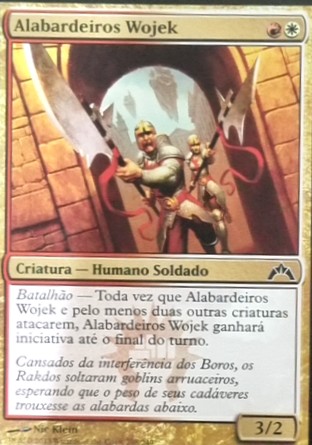 Alabardeiros Wojek
Criatura — Humano Soldado
Batalhão — Toda vez que Alabardeiros
Wojek e pelo menos duas outras criaturas
atacarem, Alabardeiros Wojek ganhará
iniciativa até o final do turno.
Cansados da interferência dos Boros, os
Rakdos soltaram goblins arruaceiros,
esperando que o peso de seus cadáveres
trouxesse as alabardas abaixo.
Nic Klein
3/2